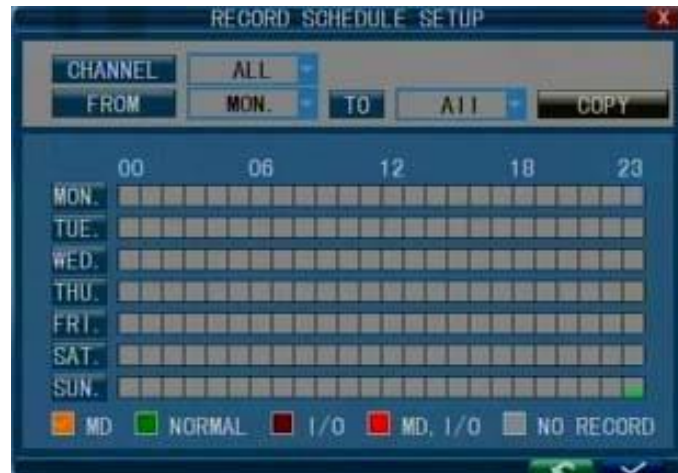 RECORD SCHEDULE SETUP X
CHANNEL ALL
FROM MON. TO All COPY
00 06 12 18 23
MON.
TUE.
WED.
THU.
FRI.
SAT.
SUN.
MD NORMAL I/O MD, I/O NO RECORD